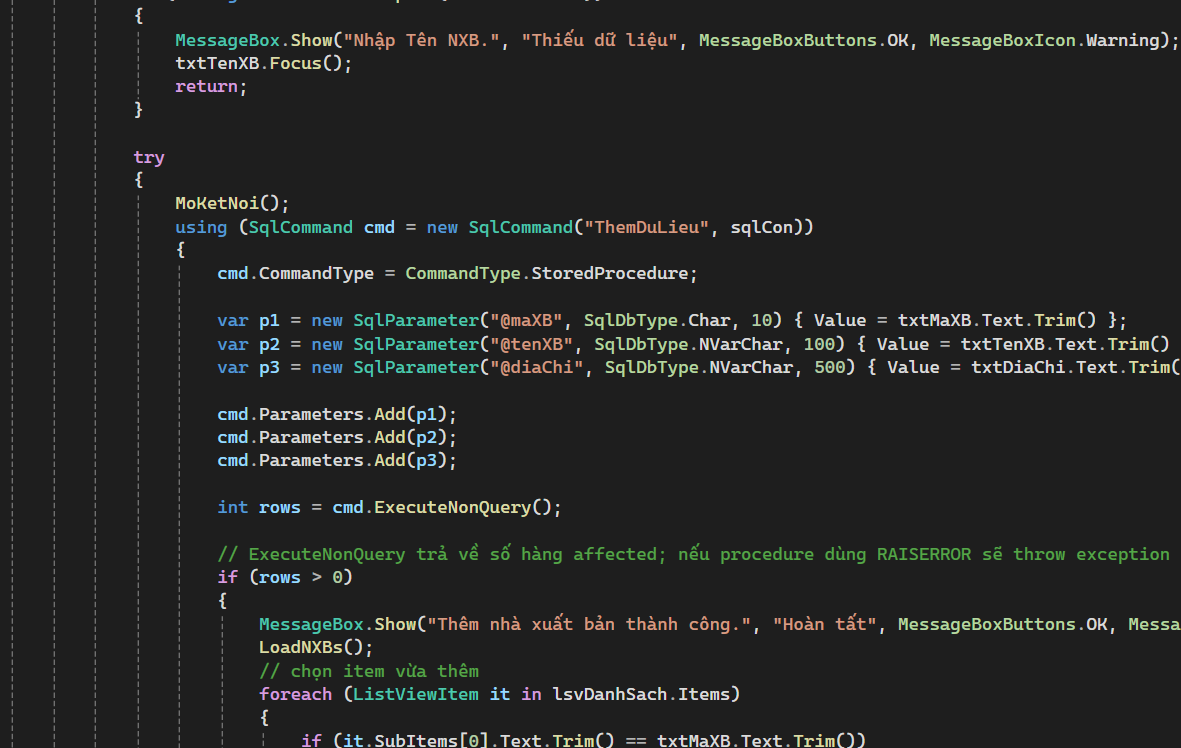 {
MessageBox.Show("Nhập Tên NXB.", "Thiếu dữ liệu", MessageBoxButtons.OK, MessageBoxIcon.Warning);
txtTenXB.Focus();
return;
}
try
{
MoKetNoi();
using (SqlCommand cmd = new SqlCommand("ThemDuLieu", sqlCon))
{
cmd.CommandType = CommandType.StoredProcedure;
var p1 = new SqlParameter("@maXB", SqlDbType.Char, 10) { Value = txtMaXB.Text.Trim() };
var p2 = new SqlParameter("@tenXB", SqlDbType.NVarChar, 100) { Value = txtTenXB.Text.Trim()
var p3 = new SqlParameter("@diaChi", SqlDbType.NVarChar, 500) { Value = txtDiaChi.Text.Trim(
cmd.Parameters.Add(p1);
cmd.Parameters.Add(p2);
cmd.Parameters.Add(p3);
int rows = cmd.ExecuteNonQuery();
// ExecuteNonQuery trả về số hàng affected; nếu procedure dùng RAISERROR sẽ throw exception
if (rows > 0)
{
MessageBox.Show("Thêm nhà xuất bản thành công.", "Hoàn tất", MessageBoxButtons.OK, Messa
LoadNXBs();
// chọn item vừa thêm
foreach (ListViewItem it in lsvDanhSach.Items)
{
if (it.SubItems[0].Text.Trim() == txtMaXB.Text.Trim())